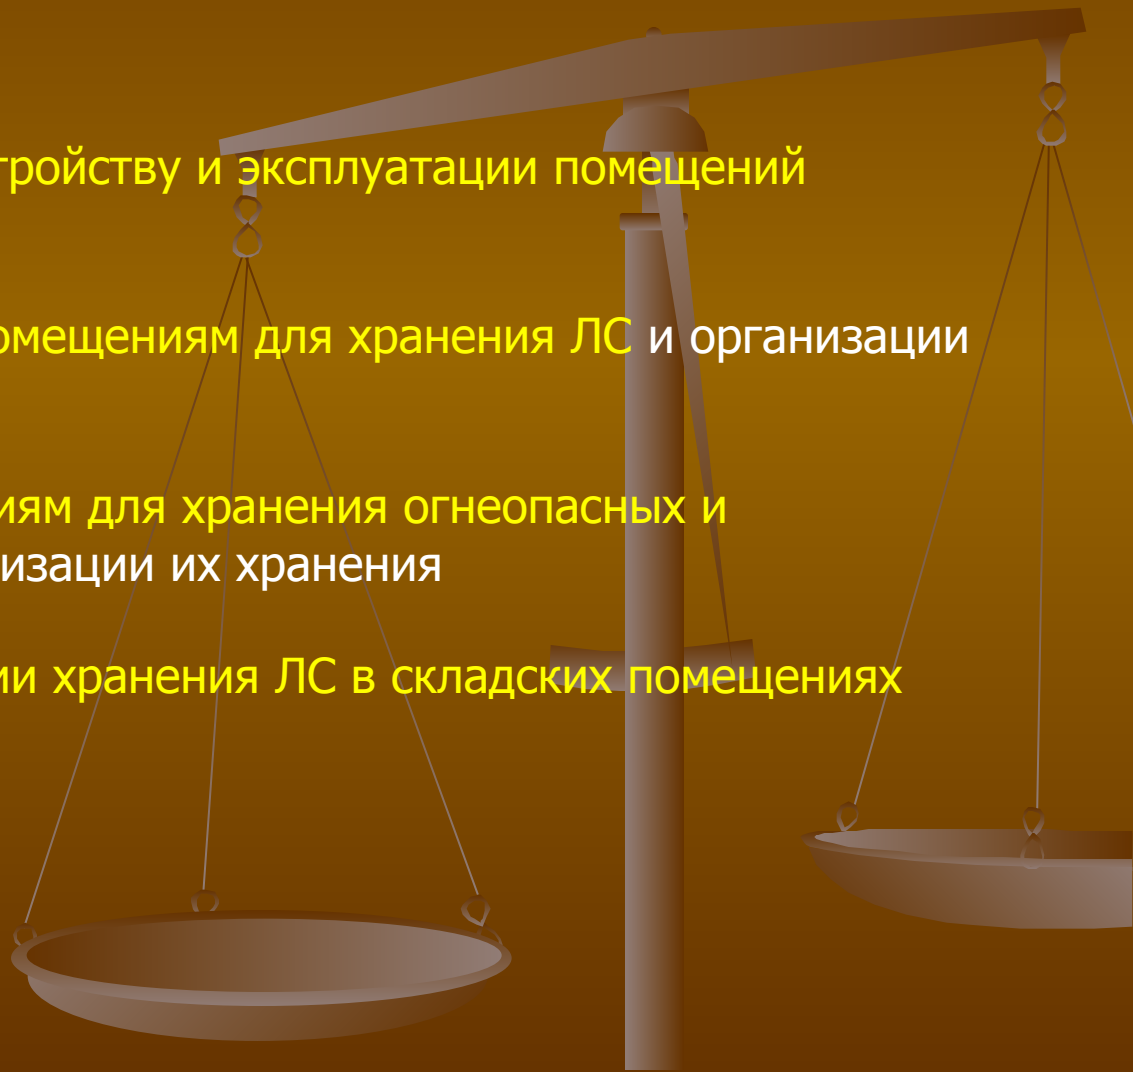 тройству и эксплуатации помещений
омещениям для хранения ЛС и организации
иям для хранения огнеопасных и
изации их хранения
ии хранения ЛС в складских помещениях